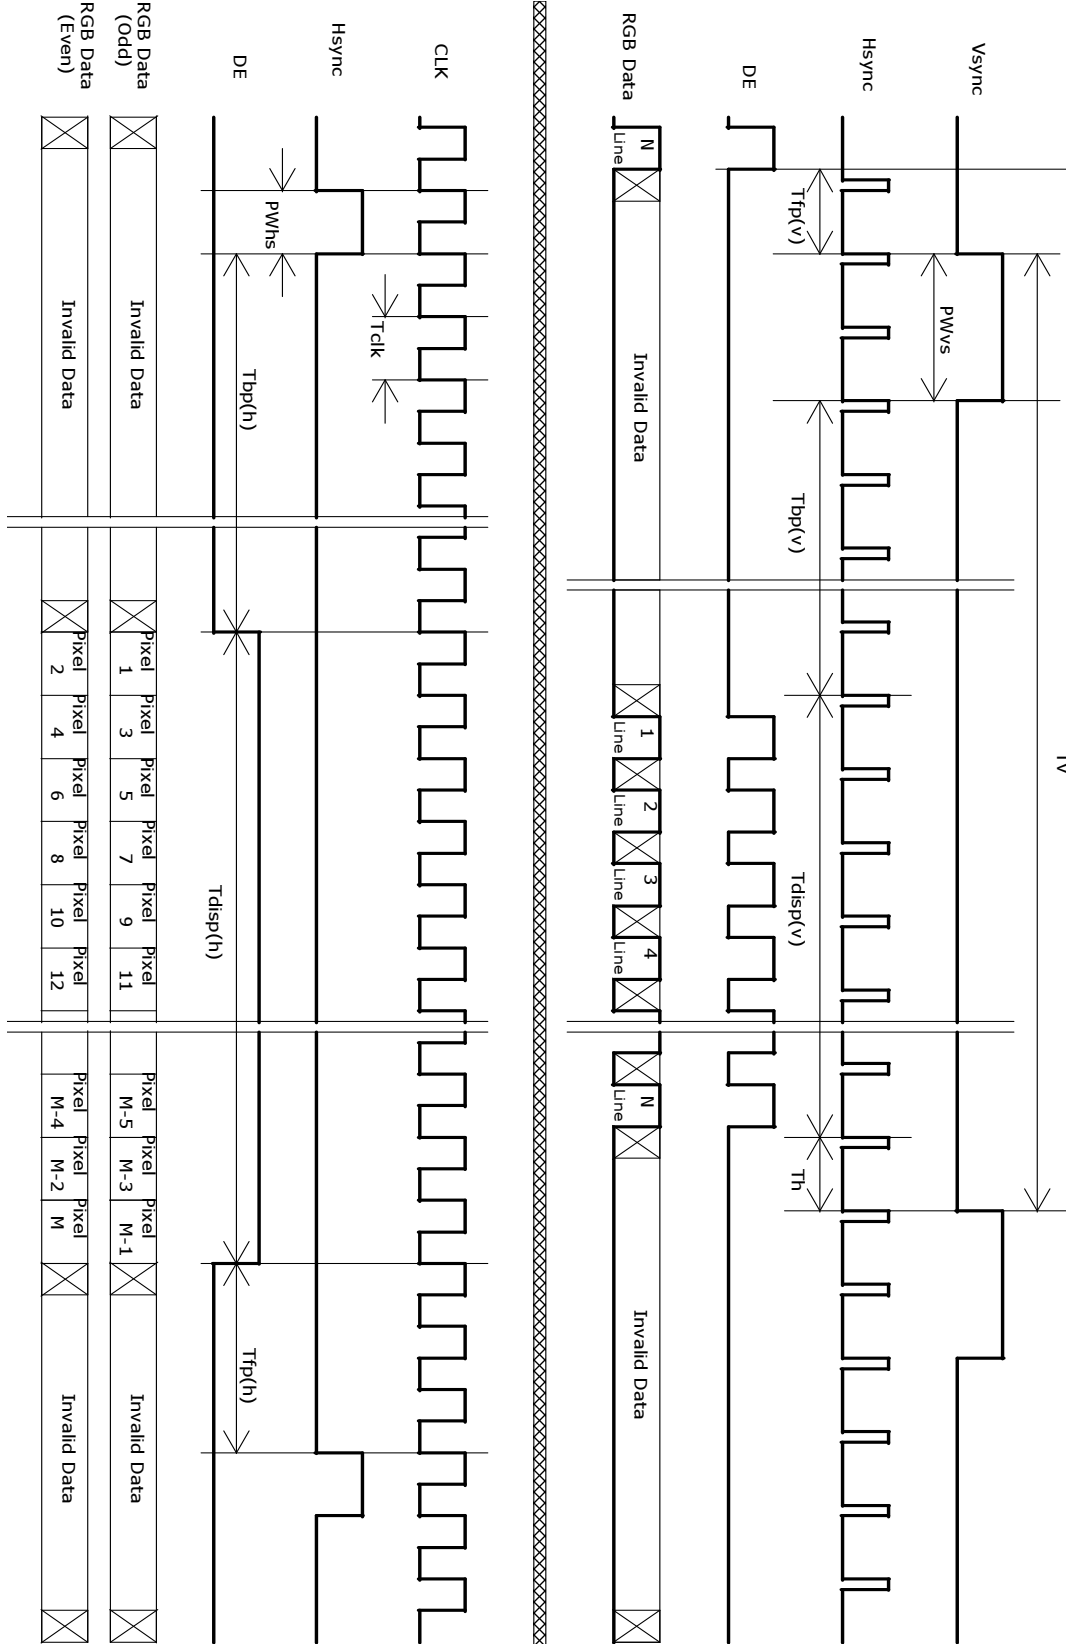 Tv
Vsync
Hsync
Tfp(v)
PWvs
Tbp(v)
Tdisp(v)
Th
DE
RGB Data
Line N
Invalid Data
Line 1
Line 2
Line 3
Line 4
Line N
Invalid Data
CLK
Tclk
Hsync
PWhs
DE
Tbp(h)
Tdisp(h)
Tfp(h)
RGB Data
(Odd)
Invalid Data
Pixel
1
Pixel
3
Pixel
5
Pixel
7
Pixel
9
Pixel
11
Pixel
M-5
Pixel
M-3
Pixel
M-1
Invalid Data
RGB Data
(Even)
Invalid Data
Pixel
2
Pixel
4
Pixel
6
Pixel
8
Pixel
10
Pixel
12
Pixel
M-4
Pixel
M-2
Pixel
M
Invalid Data